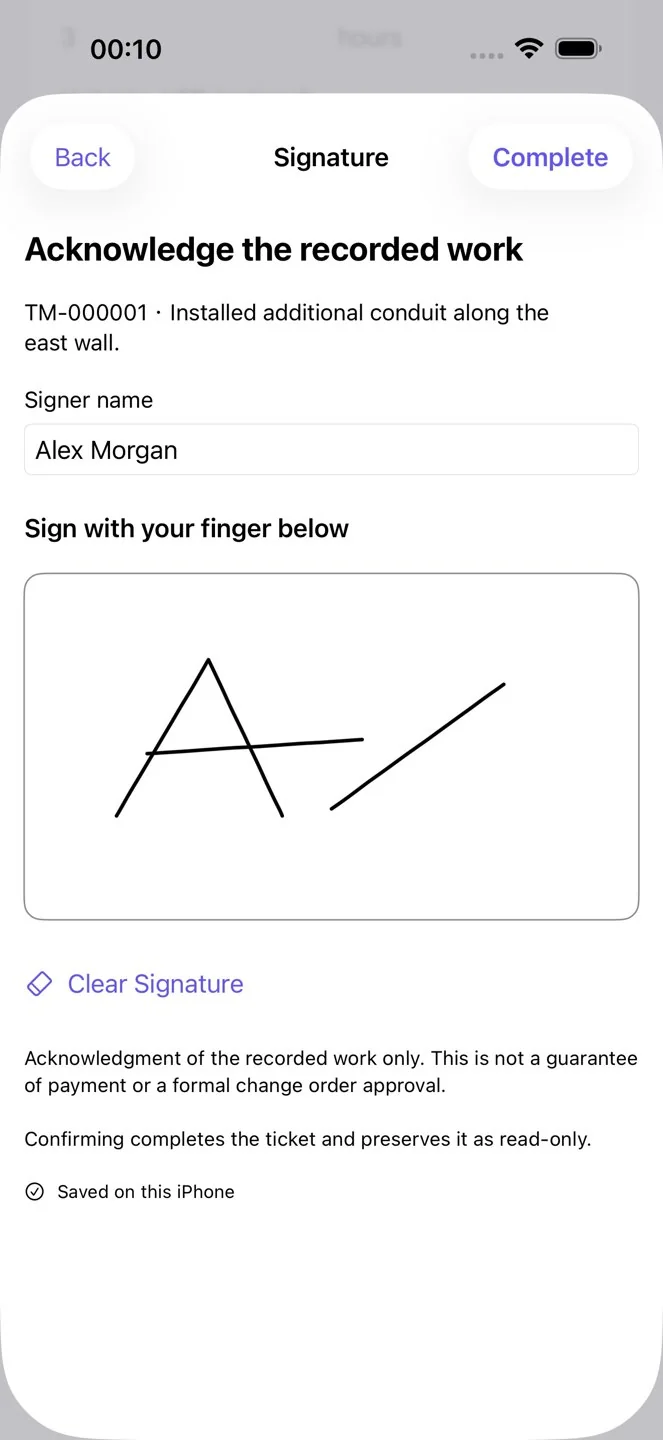 00:10
Back
Signature
Complete
Acknowledge the recorded work
TM-000001 · Installed additional conduit along the
east wall.
Signer name
Alex Morgan
Sign with your finger below
Clear Signature
Acknowledgment of the recorded work only. This is not a guarantee
of payment or a formal change order approval.
Confirming completes the ticket and preserves it as read-only.
Saved on this iPhone